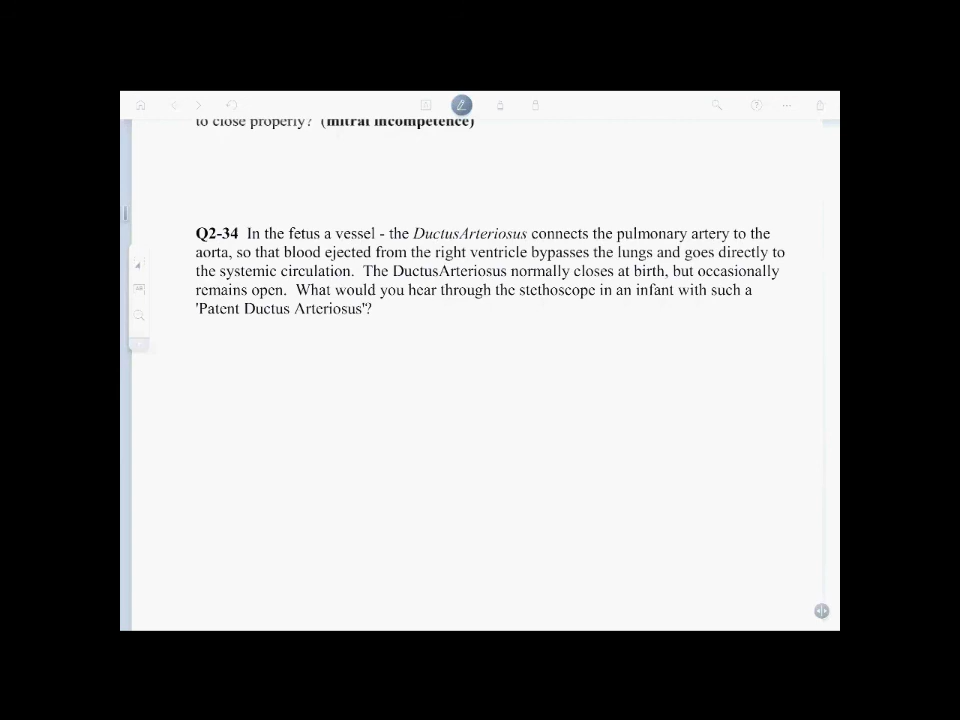 to close properly? (mitral incompetence)
Q2-34 In the fetus a vessel - the DuctusArteriosus connects the pulmonary artery to the
aorta, so that blood ejected from the right ventricle bypasses the lungs and goes directly to
the systemic circulation. The DuctusArteriosus normally closes at birth, but occasionally
remains open. What would you hear through the stethoscope in an infant with such a
'Patent Ductus Arteriosus'?